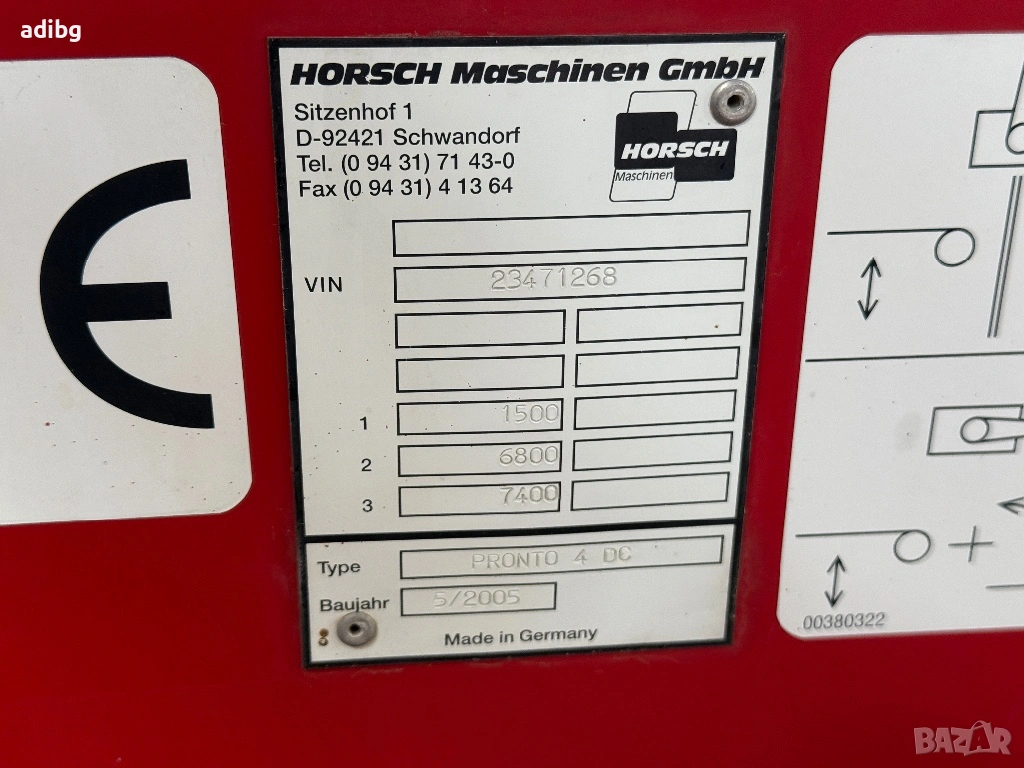 adibg
HORSCH Maschinen GmbH
Sitzenhof 1
D-92421 Schwandorf
Tel. (0 94 31) 71 43-0
Fax (0 94 31) 4 13 64
HORSCH
Maschinen
VIN 23471268
1 1500
2 6800
3 7400
Type PRONTO 4 DC
Baujahr 5/2005
Made in Germany
CE
00380322
BAZAR